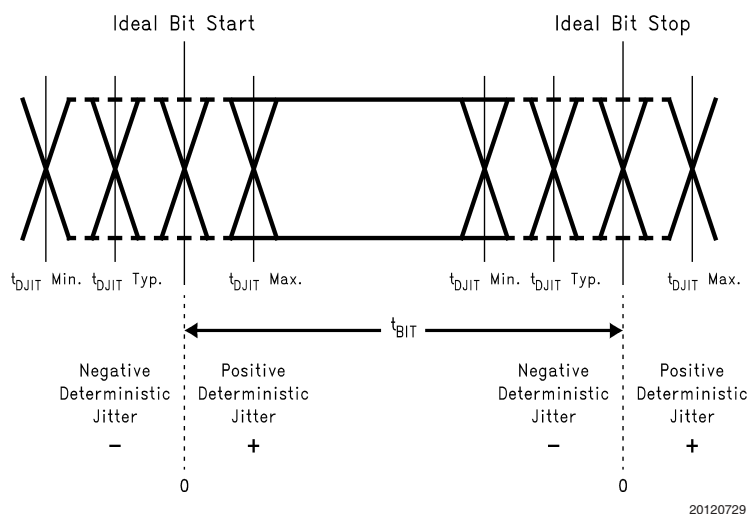 Ideal Bit Start
Ideal Bit Stop
tDJIT Min.
tDJIT Typ.
tDJIT Max.
tDJIT Min.
tDJIT Typ.
tDJIT Max.
tBIT
Negative
Deterministic
Jitter
−
Positive
Deterministic
Jitter
+
Negative
Deterministic
Jitter
−
Positive
Deterministic
Jitter
+
0
0
20120729